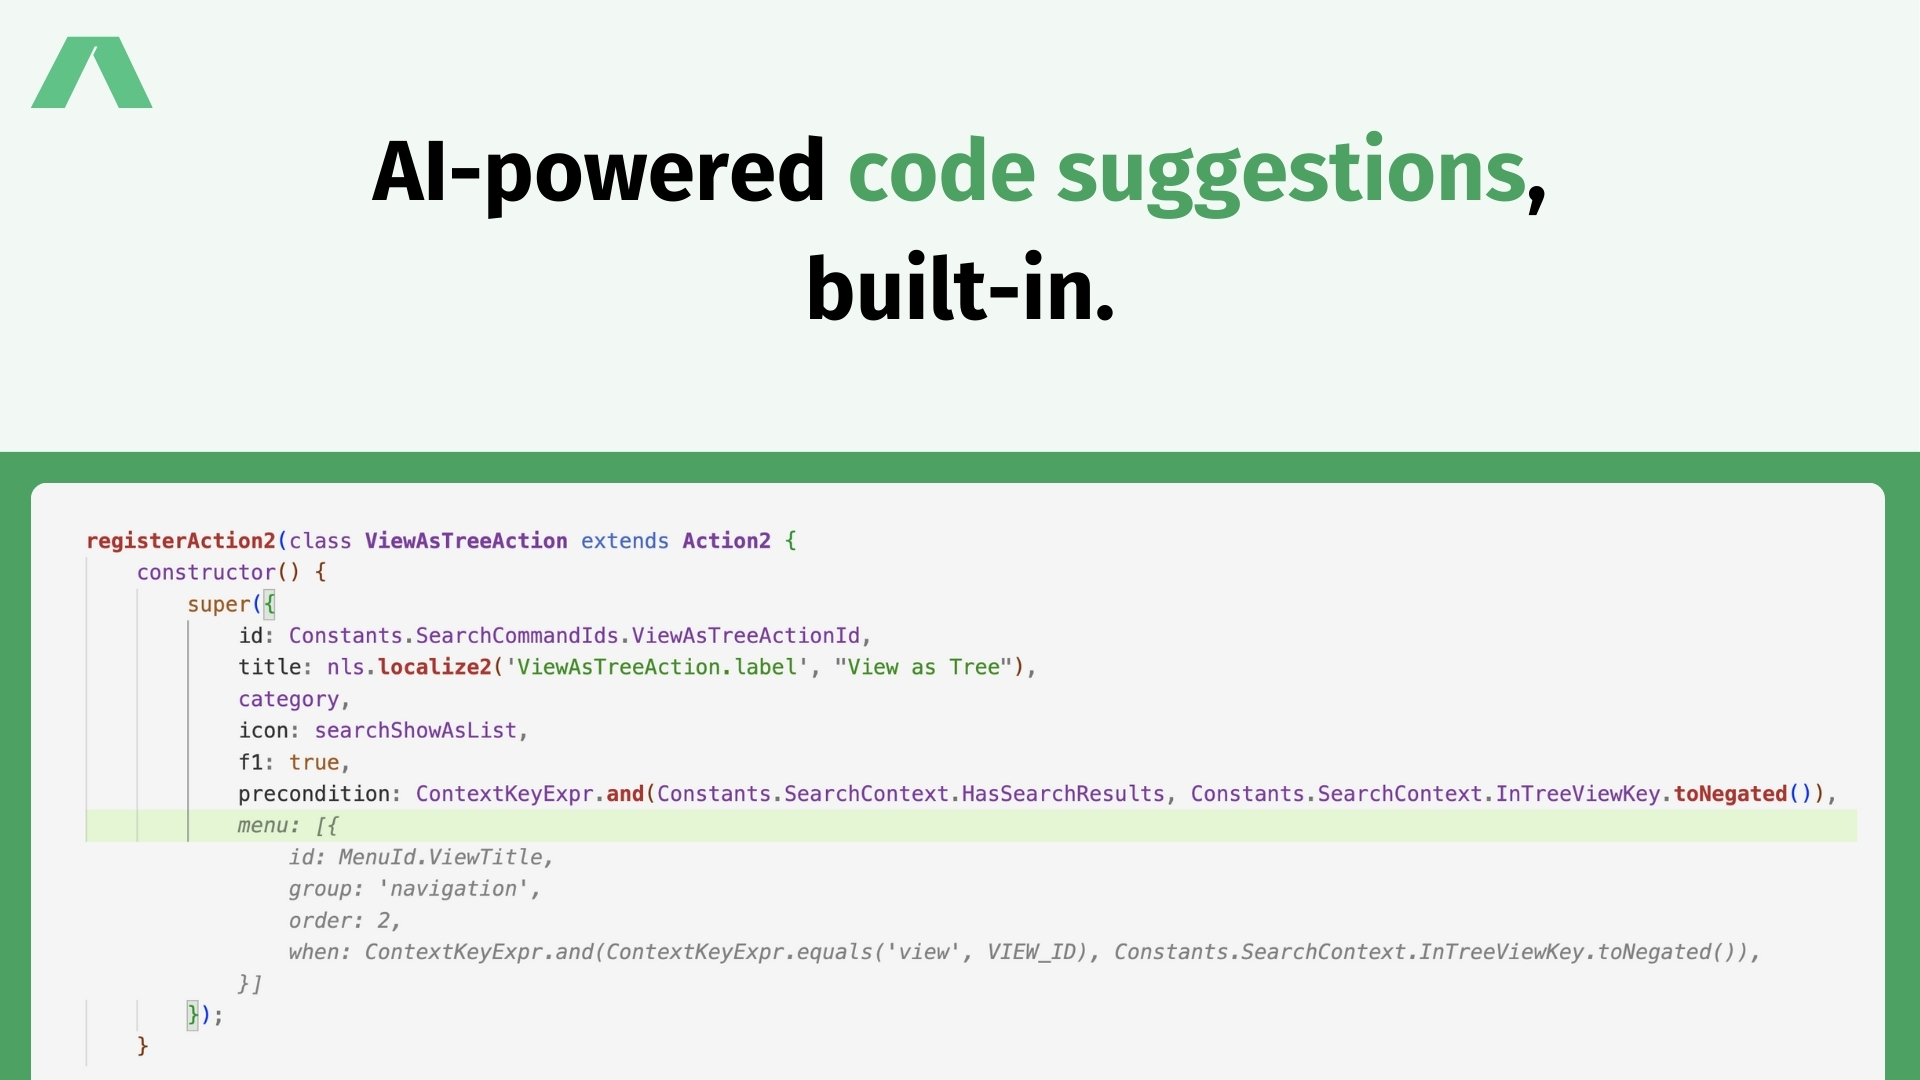 AI-powered code suggestions,
built-in.
registerAction2(class ViewAsTreeAction extends Action2 {
constructor() {
super({
id: Constants.SearchCommandIds.ViewAsTreeActionId,
title: nls.localize2('ViewAsTreeAction.label', "View as Tree"),
category,
icon: searchShowAsList,
f1: true,
precondition: ContextKeyExpr.and(Constants.SearchContext.HasSearchResults, Constants.SearchContext.InTreeViewKey.toNegated()),
menu: [{
id: MenuId.ViewTitle,
group: 'navigation',
order: 2,
when: ContextKeyExpr.and(ContextKeyExpr.equals('view', VIEW_ID), Constants.SearchContext.InTreeViewKey.toNegated()),
}]
});
}